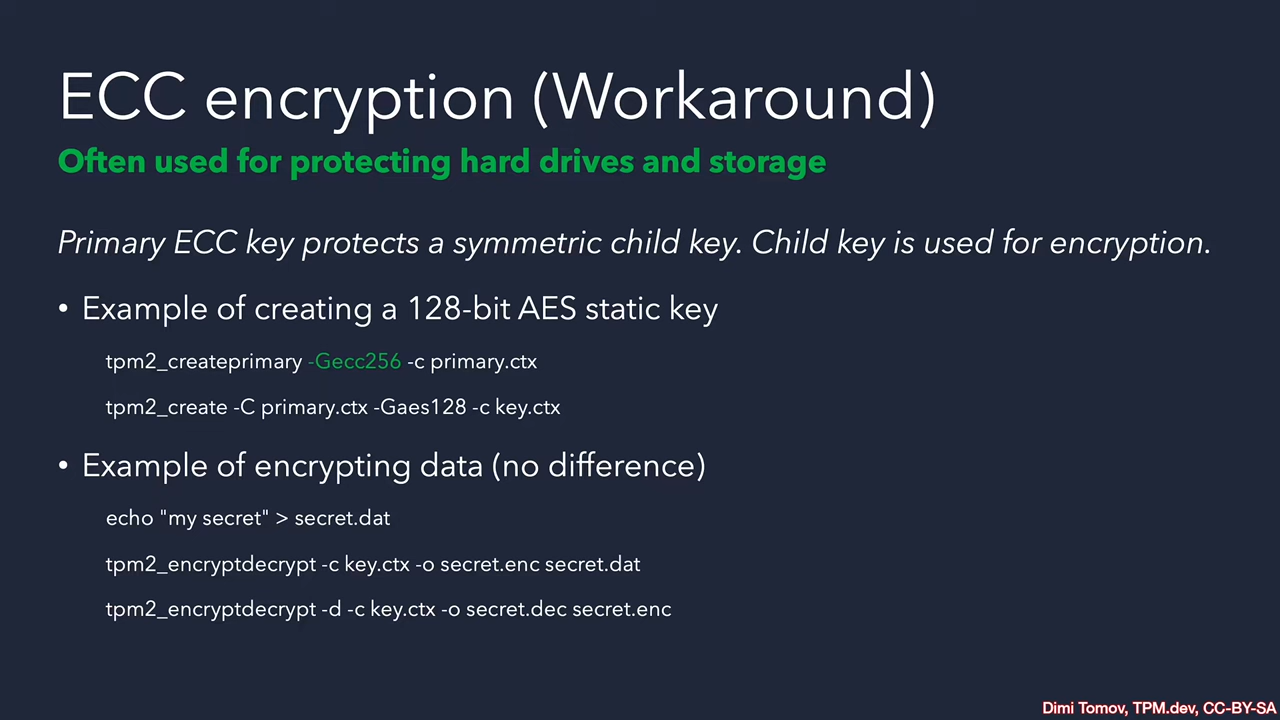 ECC encryption (Workaround)
Often used for protecting hard drives and storage
Primary ECC key protects a symmetric child key. Child key is used for encryption.
• Example of creating a 128-bit AES static key
tpm2_createprimary -Gecc256 -c primary.ctx
tpm2_create -C primary.ctx -Gaes128 -c key.ctx
• Example of encrypting data (no difference)
echo "my secret" > secret.dat
tpm2_encryptdecrypt -c key.ctx -o secret.enc secret.dat
tpm2_encryptdecrypt -d -c key.ctx -o secret.dec secret.enc
Dimi Tomov, TPM.dev, CC-BY-SA